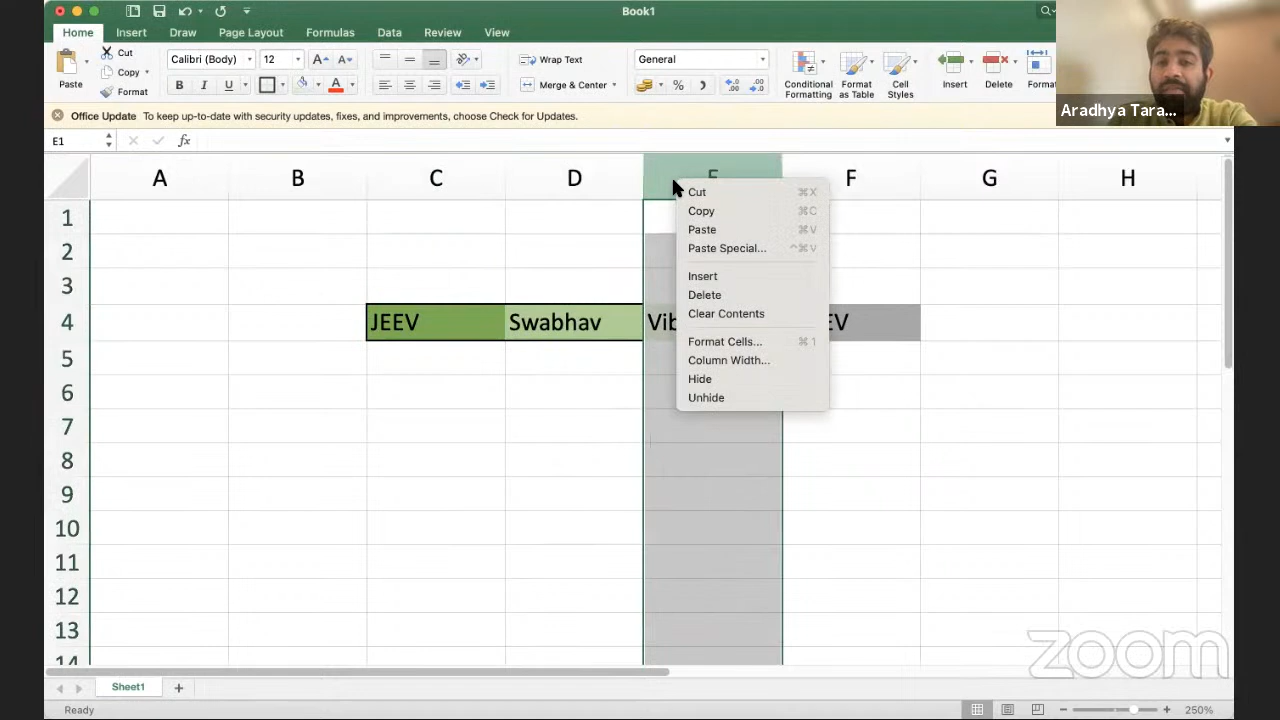 Book1
Home Insert Draw Page Layout Formulas Data Review View
Paste
Cut
Copy
Format
Calibri (Body) 12 A A
B I U A
Wrap Text
Merge & Center
General
%
Conditional Formatting
Format as Table
Cell Styles
Insert
Delete
Format
Aradhya Tara...
Office Update To keep up-to-date with security updates, fixes, and improvements, choose Check for Updates.
E1 fx
A B C D E F G H
1
2
3
4 JEEV Swabhav
5
6
7
8
9
10
11
12
13
14
Cut ⌘X
Copy ⌘C
Paste ⌘V
Paste Special... ^⌘V
Insert
Delete
Clear Contents
Format Cells... ⌘1
Column Width...
Hide
Unhide
zoom
Sheet1 +
Ready
250%